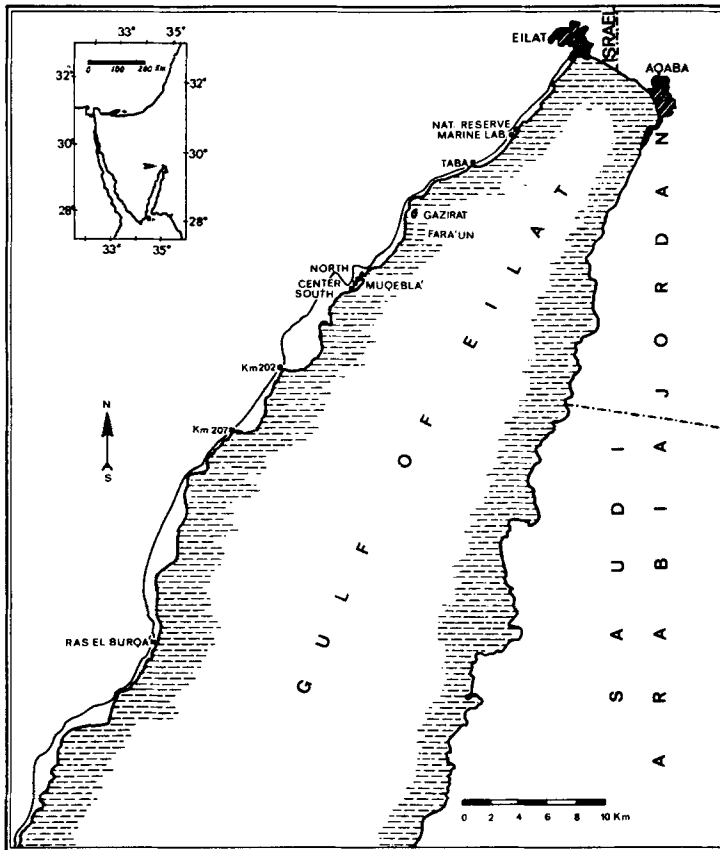 33° 35°
0 100 200 Km
32° 32°
30° 30°
28° 28°
33° 35°
EILAT
ISRAEL
AQABA
NAT. RESERVE
MARINE LAB.
TABA
GAZIRAT
FARA'UN
NORTH
CENTER
SOUTH
MUQEBLA'
Km 202
Km 207
N
S
RAS EL BURQA
GULF OF EILAT
JORDAN
SAUDI
ARABIA
0 2 4 6 8 10 Km